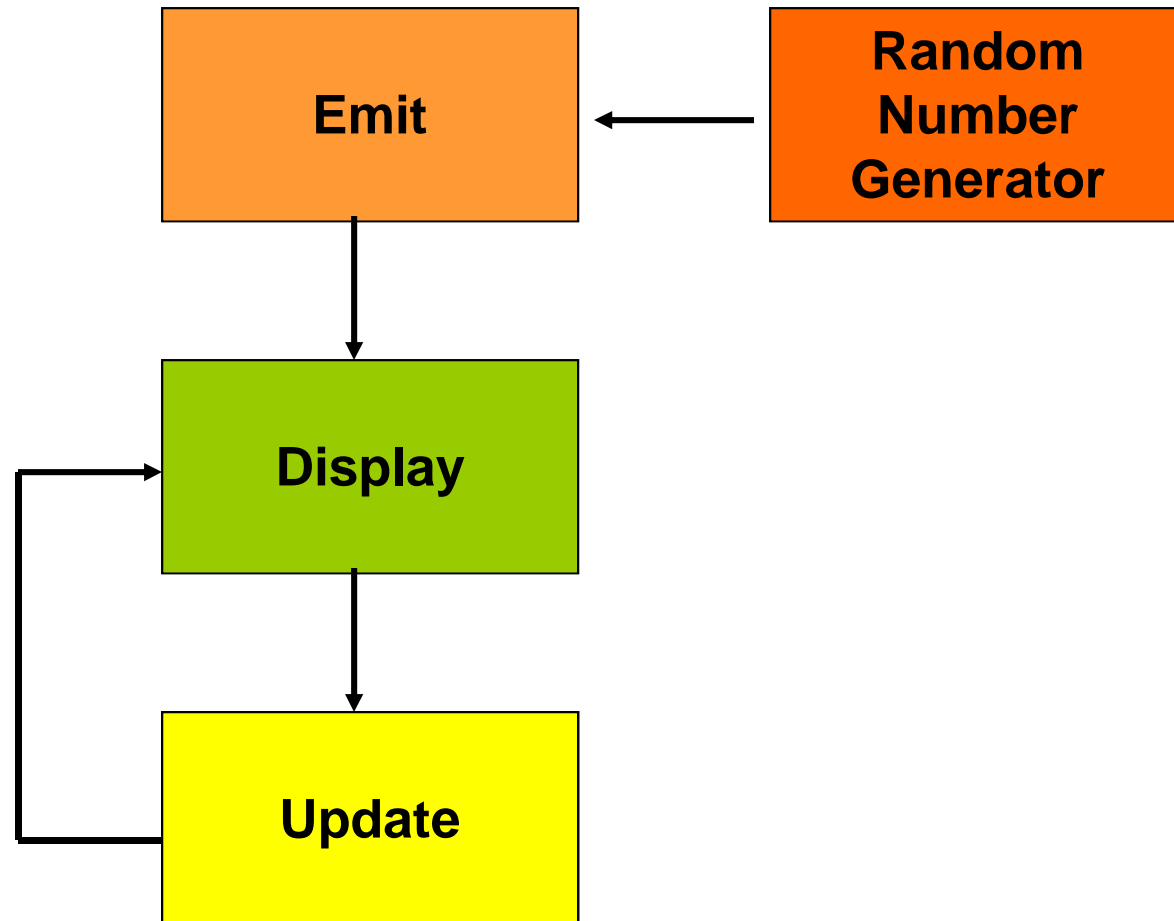 Emit
Random
Number
Generator
Display
Update